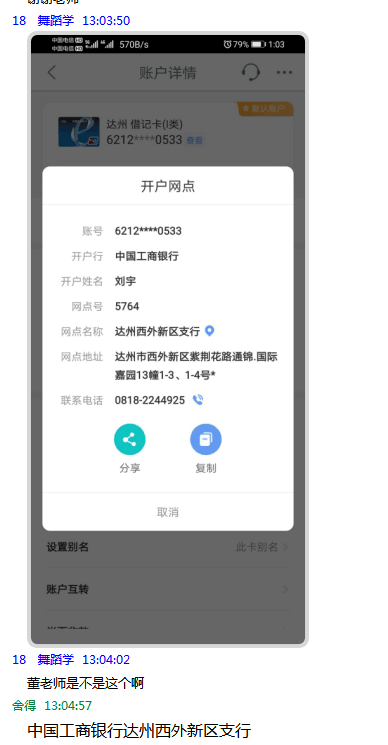 谢谢老师
18 舞蹈学 13:03:50
中国电信 HD 中国电信 HD 5G 4G 570B/s 79% 1:03
账户详情
默认账户
达州 借记卡(I类)
6212****0533 查看
开户网点
账号 6212****0533
开户行 中国工商银行
开户姓名 刘宇
网点号 5764
网点名称 达州西外新区支行
网点地址 达州市西外新区紫荆花路通锦.国际
嘉园13幢1-3、1-4号*
联系电话 0818-2244925
分享 复制
取消
设置别名 此卡别名
账户互转
18 舞蹈学 13:04:02
董老师是不是这个啊
舍得 13:04:57
中国工商银行达州西外新区支行